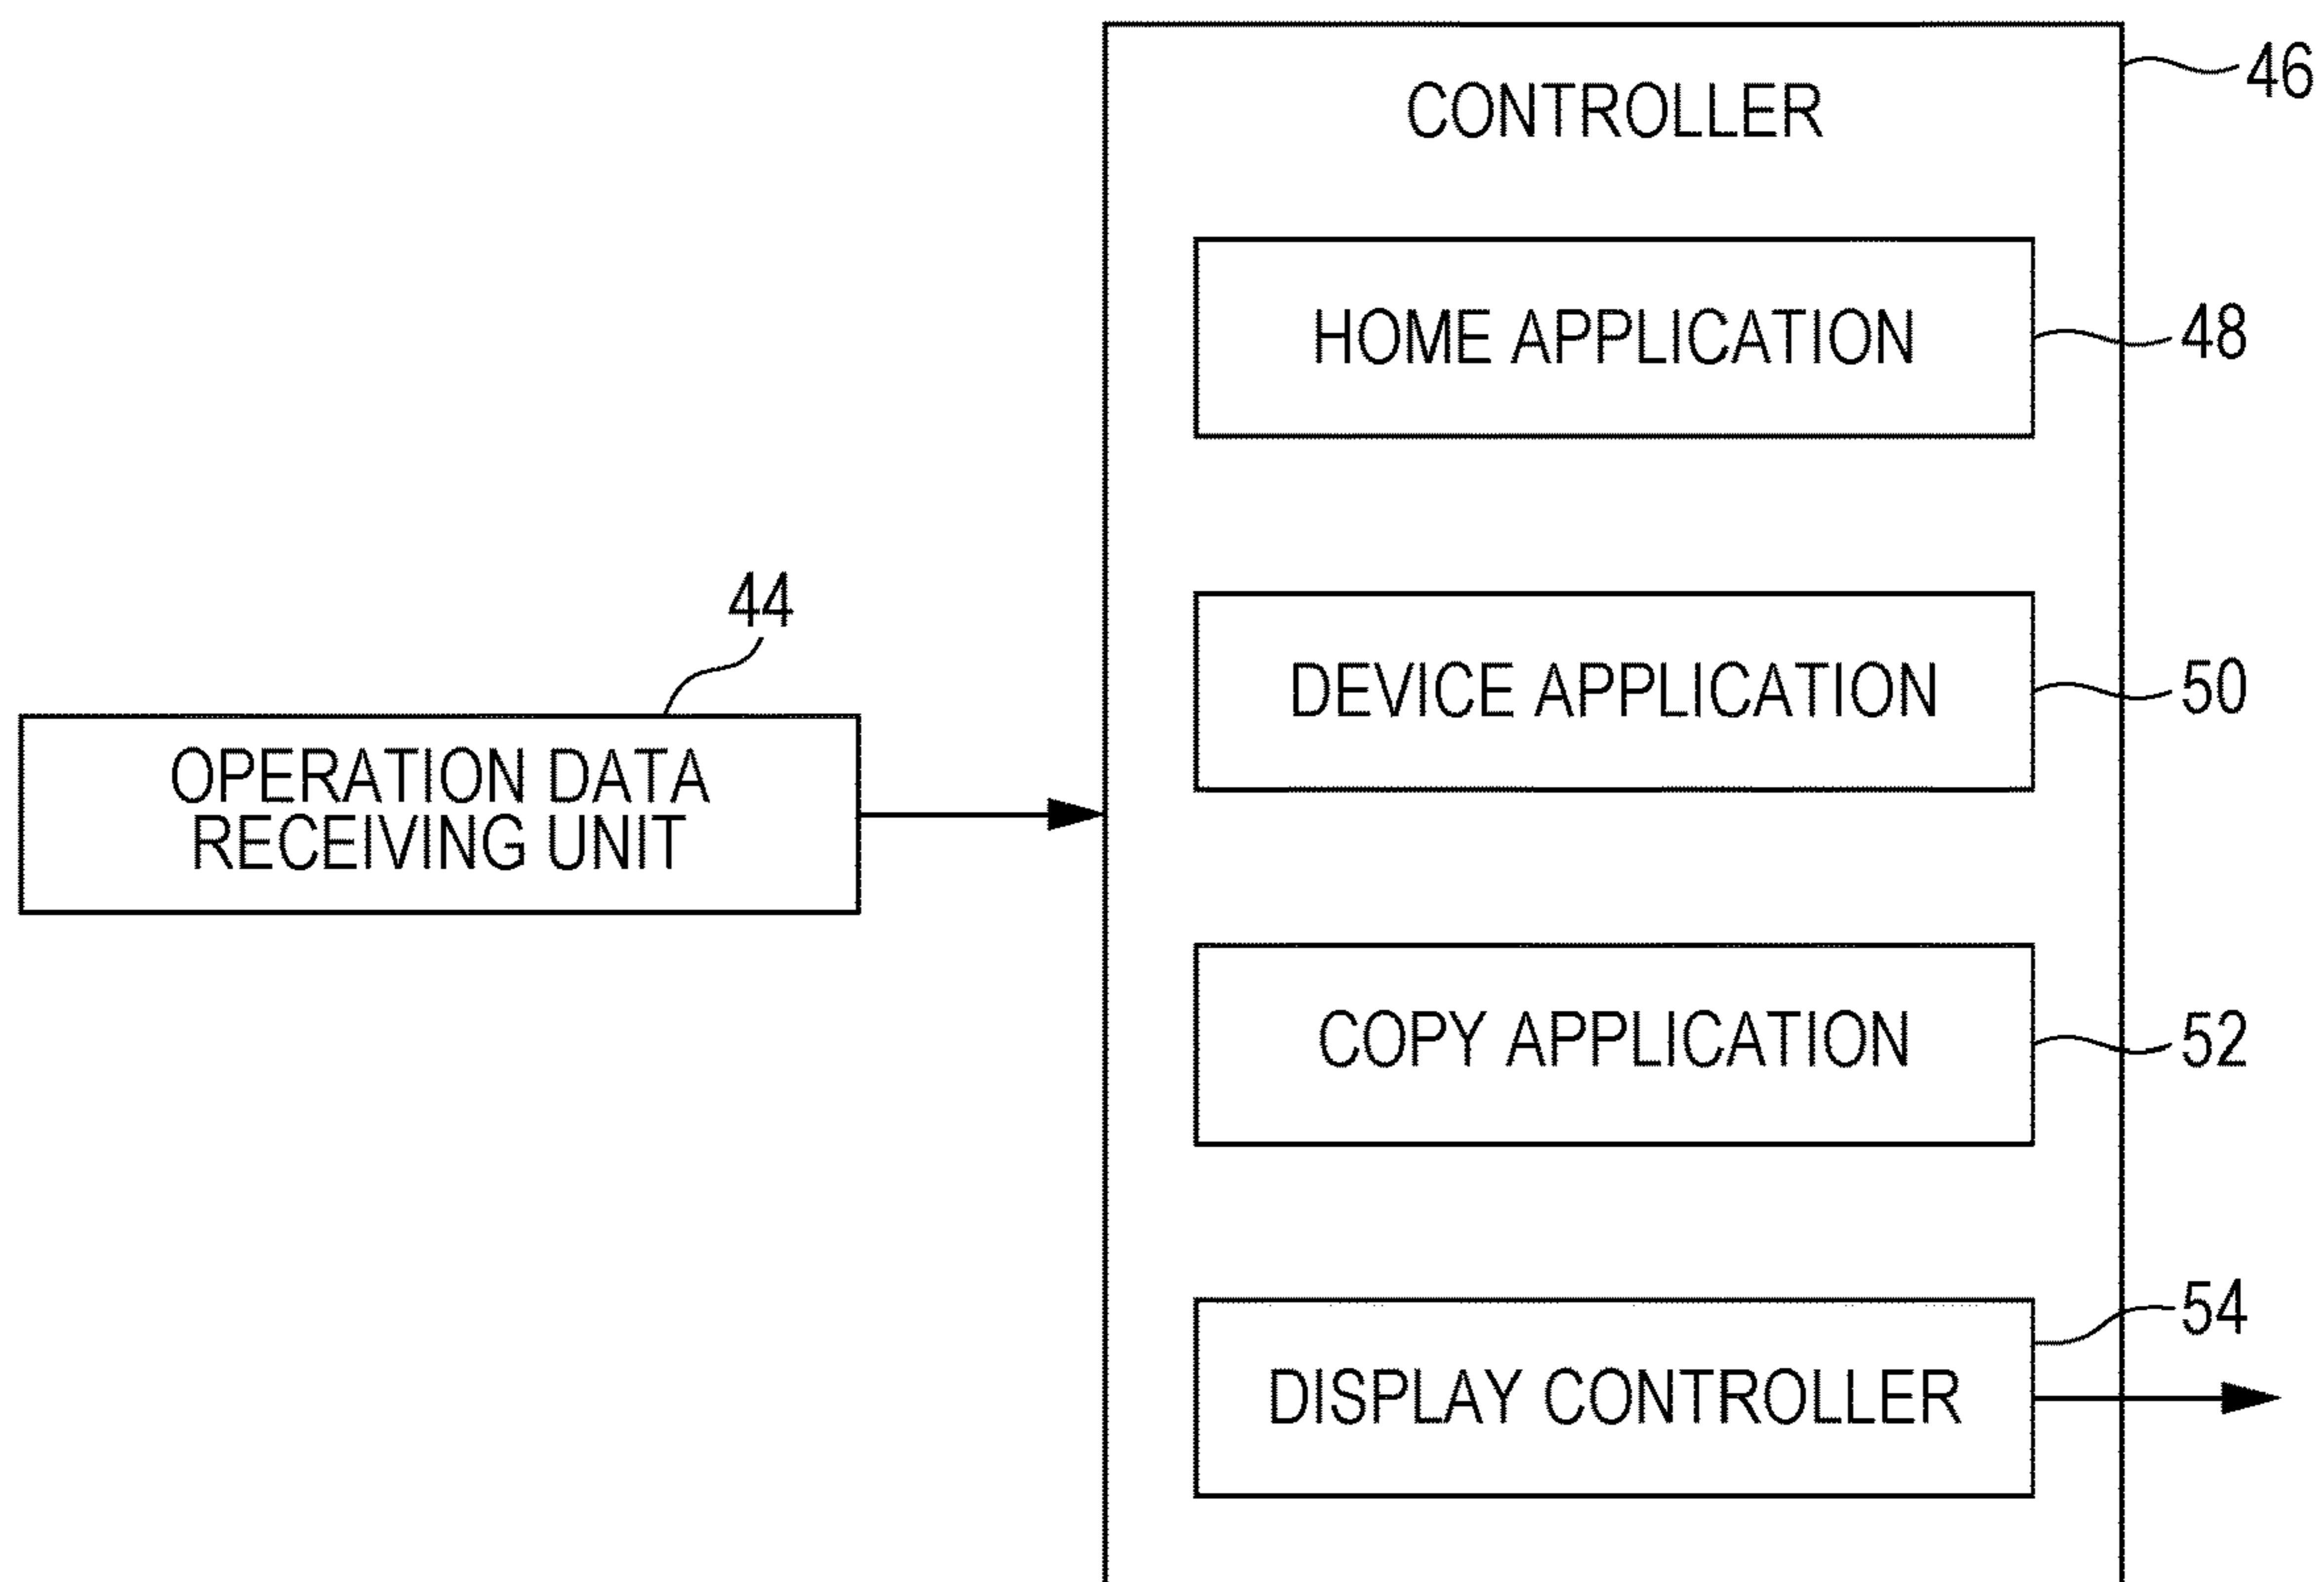 CONTROLLER
46
HOME APPLICATION
48
44
DEVICE APPLICATION
50
OPERATION DATA
RECEIVING UNIT
COPY APPLICATION
52
54
DISPLAY CONTROLLER